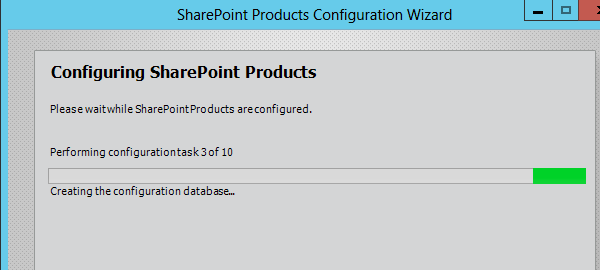 SharePoint Products Configuration Wizard
Configuring SharePoint Products
Please wait while SharePoint Products are configured.
Performing configuration task 3 of 10
Creating the configuration database...